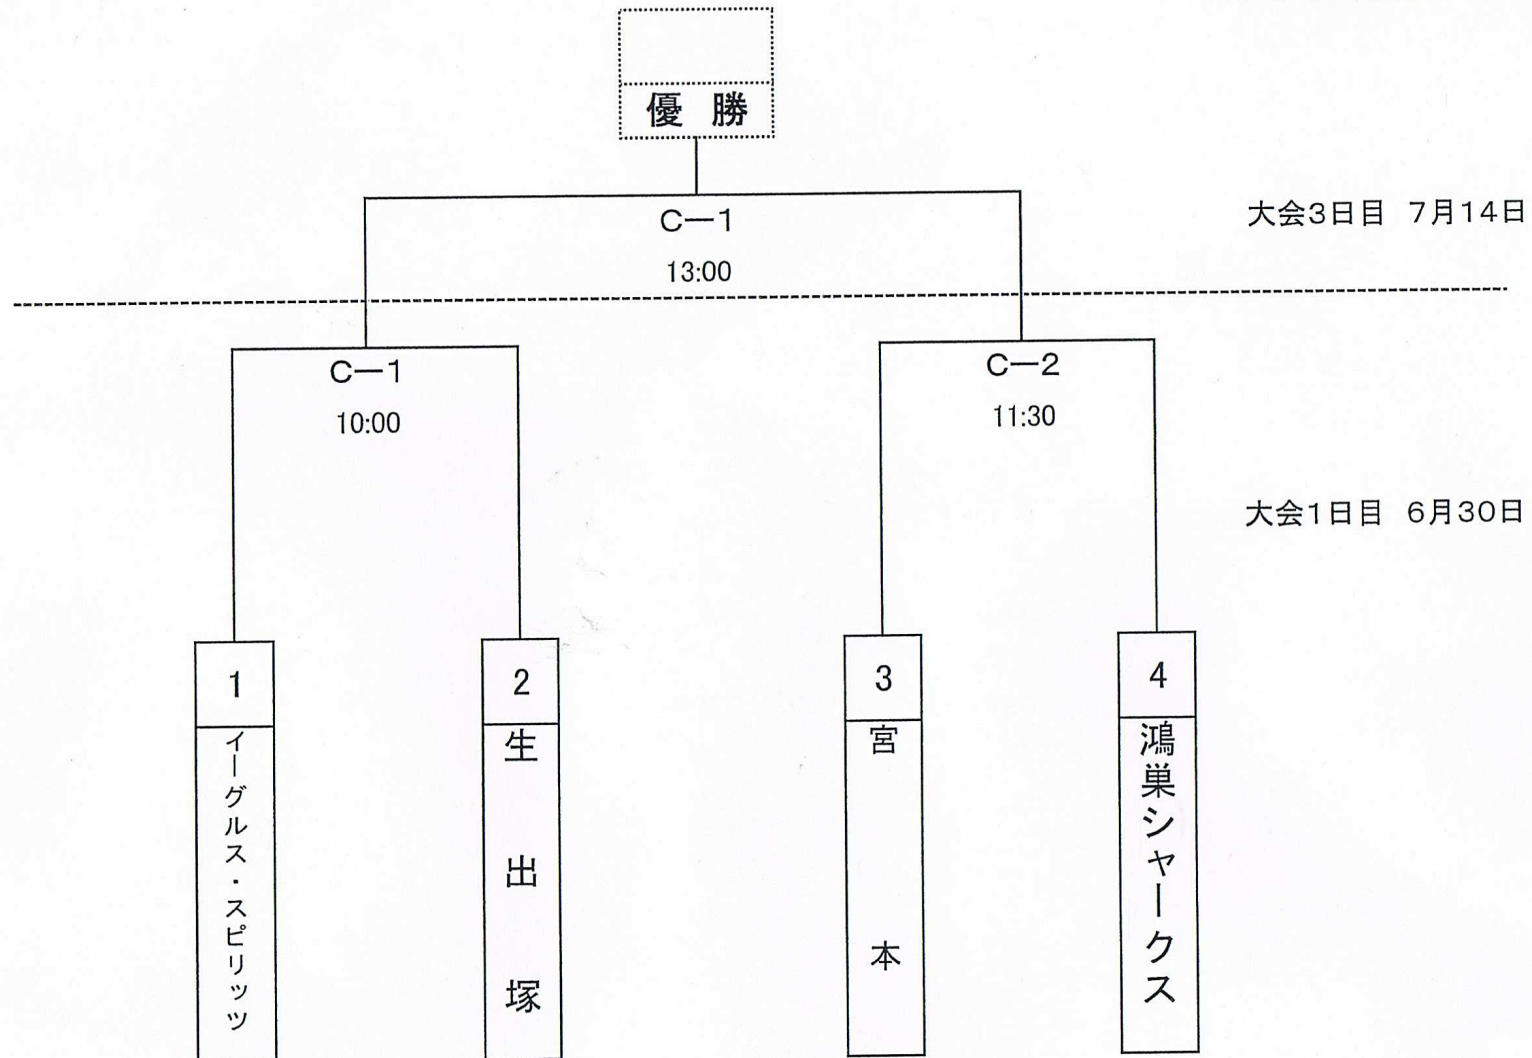 優勝
C－1
13:00
大会3日目 7月14日
C－1
10:00
C－2
11:30
大会1日目 6月30日
1
イーグルス・スピリッツ
2
生出塚
3
宮本
4
鴻巣シャークス